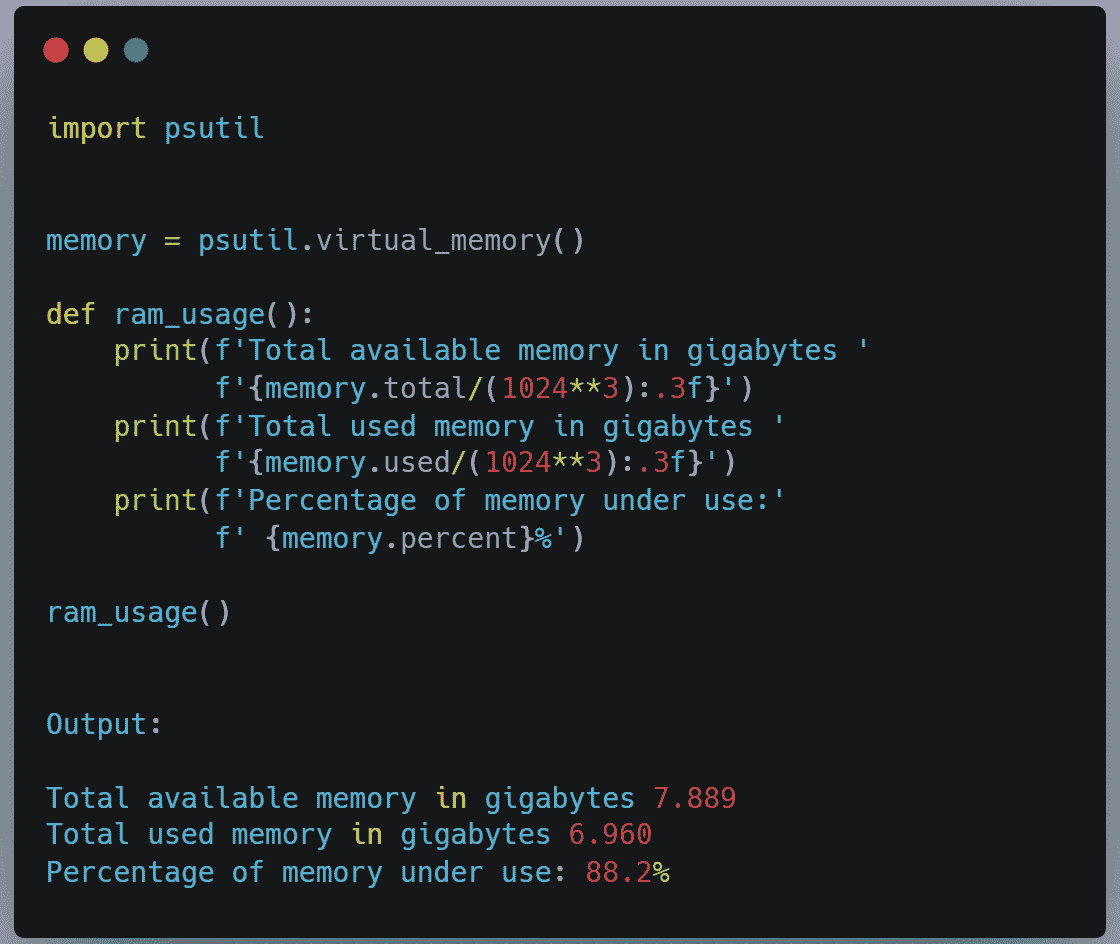 import psutil
memory = psutil.virtual_memory()
def ram_usage():
    print(f'Total available memory in gigabytes '
          f'{memory.total/(1024**3):.3f}')
    print(f'Total used memory in gigabytes '
          f'{memory.used/(1024**3):.3f}')
    print(f'Percentage of memory under use:'
          f' {memory.percent}%')
ram_usage()
Output:
Total available memory in gigabytes 7.889
Total used memory in gigabytes 6.960
Percentage of memory under use: 88.2%